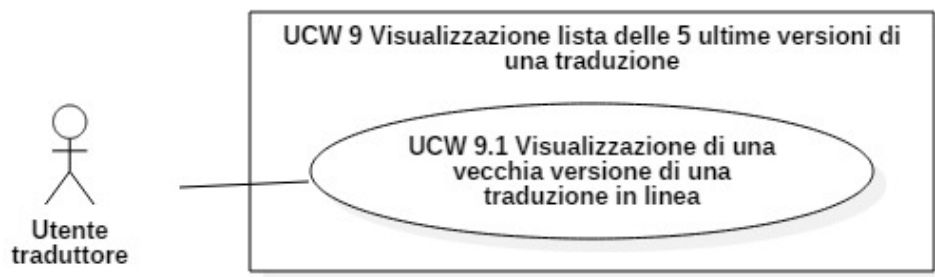 UCW 9 Visualizzazione lista delle 5 ultime versioni di
una traduzione
UCW 9.1 Visualizzazione di una
vecchia versione di una
traduzione in linea
Utente
traduttore